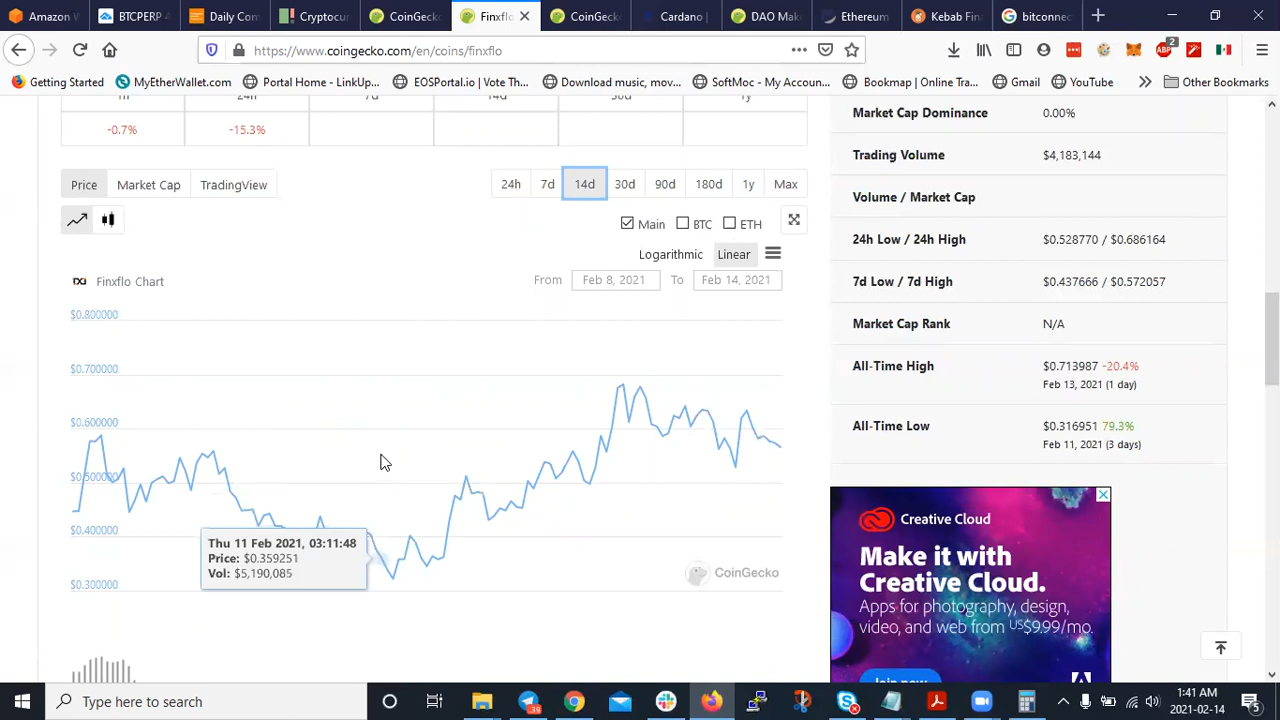 Amazon W
BTCPERP
Daily Com
Cryptocur
CoinGeck
Finxflo
CoinGeck
Cardano (
DAO Make
Ethereum
Kebab Fina
bitconnect
https://www.coingecko.com/en/coins/finxflo
2
Getting Started
MyEtherWallet.com
Portal Home - LinkUp...
EOSPortal.io | Vote Th...
Download music, mov...
SoftMoc - My Accoun...
Bookmap | Online Tra...
Gmail
YouTube
Other Bookmarks
-0.7%
-15.3%
Price
Market Cap
TradingView
24h
7d
14d
30d
90d
180d
1y
Max
Main
BTC
ETH
Logarithmic
Linear
Finxflo Chart
From
Feb 8, 2021
To
Feb 14, 2021
$0.800000
$0.700000
$0.600000
$0.500000
$0.400000
$0.300000
Thu 11 Feb 2021, 03:11:48
Price: $0.359251
Vol: $5,190,085
CoinGecko
Market Cap Dominance
0.00%
Trading Volume
$4,183,144
Volume / Market Cap
24h Low / 24h High
$0.528770 / $0.686164
7d Low / 7d High
$0.437666 / $0.572057
Market Cap Rank
N/A
All-Time High
$0.713987 -20.4%
Feb 13, 2021 (1 day)
All-Time Low
$0.316951 79.3%
Feb 11, 2021 (3 days)
Creative Cloud
Make it with
Creative Cloud.
Apps for photography, design,
video, and web from US$9.99/mo.
Join now
Type here to search
1:41 AM
2021-02-14
5